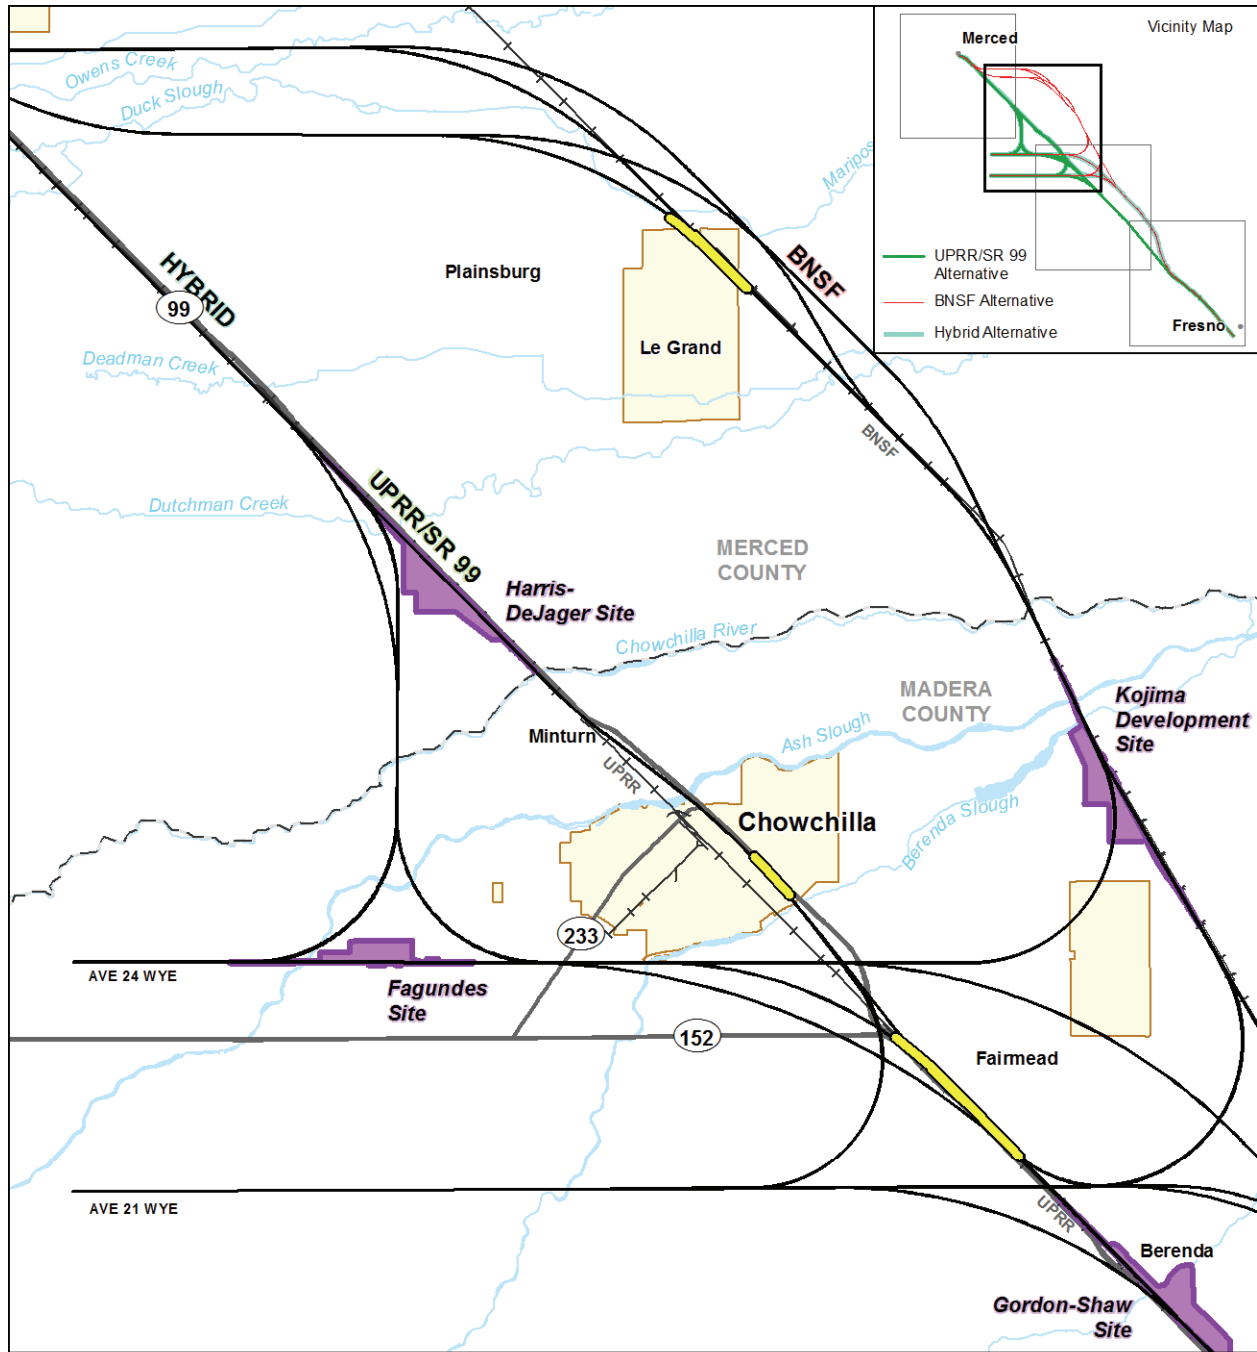 Owens Creek
Duck Slough
Maripos
Vicinity Map
Merced
UPRR/SR 99
Alternative
BNSF Alternative
Hybrid Alternative
Fresno
HYBRID
99
Plainsburg
BNSF
Le Grand
Deadman Creek
BNSF
Dutchman Creek
UPRR/SR 99
MERCED
COUNTY
Harris-
DeJager Site
Chowchilla River
MADERA
COUNTY
Kojima
Development
Site
Minturn
Ash Slough
UPRR
Chowchilla
Berenda Slough
233
AVE 24 WYE
Fagundes
Site
152
Fairmead
AVE 21 WYE
UPRR
Berenda
Gordon-Shaw
Site